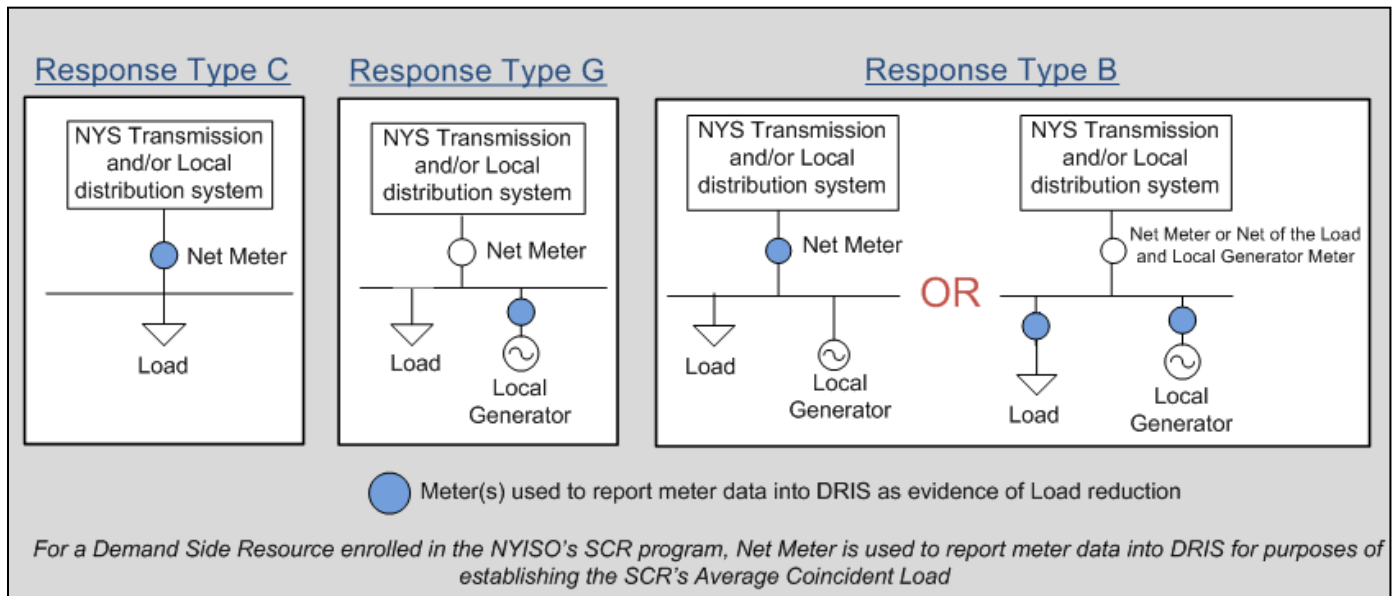 Response Type C
NYS Transmission
and/or Local
distribution system
Net Meter
Load
Response Type G
NYS Transmission
and/or Local
distribution system
Net Meter
Load
Local
Generator
Response Type B
NYS Transmission
and/or Local
distribution system
Net Meter
Load
Local
Generator
OR
NYS Transmission
and/or Local
distribution system
Net Meter or Net of the Load
and Local Generator Meter
Load
Local
Generator
Meter(s) used to report meter data into DRIS as evidence of Load reduction
For a Demand Side Resource enrolled in the NYISO's SCR program, Net Meter is used to report meter data into DRIS for purposes of
establishing the SCR's Average Coincident Load